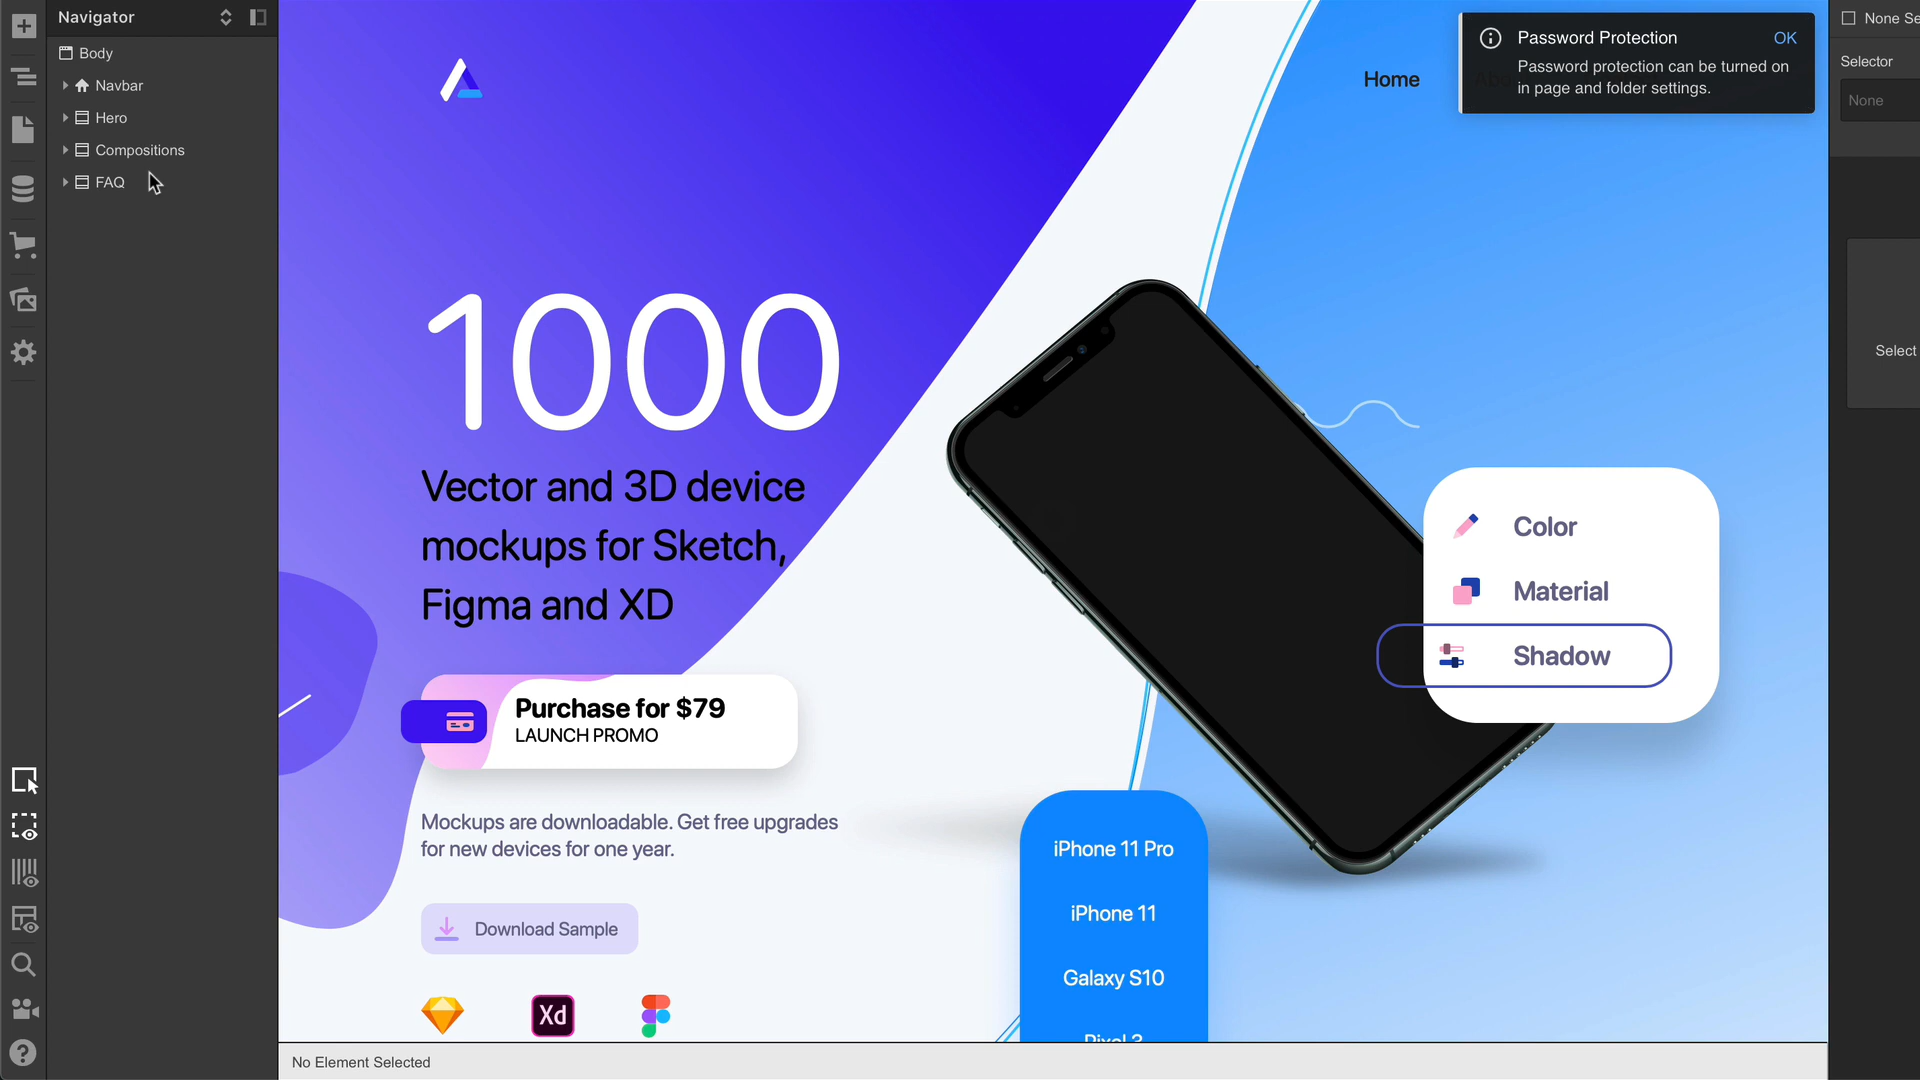 Navigator
Body
Navbar
Hero
Compositions
FAQ
Home
Password Protection
OK
Password protection can be turned on
in page and folder settings.
None Se
Selector
None
Select
1000
Vector and 3D device
mockups for Sketch,
Figma and XD
Purchase for $79
LAUNCH PROMO
Mockups are downloadable. Get free upgrades
for new devices for one year.
Download Sample
Xd
Color
Material
Shadow
iPhone 11 Pro
iPhone 11
Galaxy S10
Pixel 3
No Element Selected